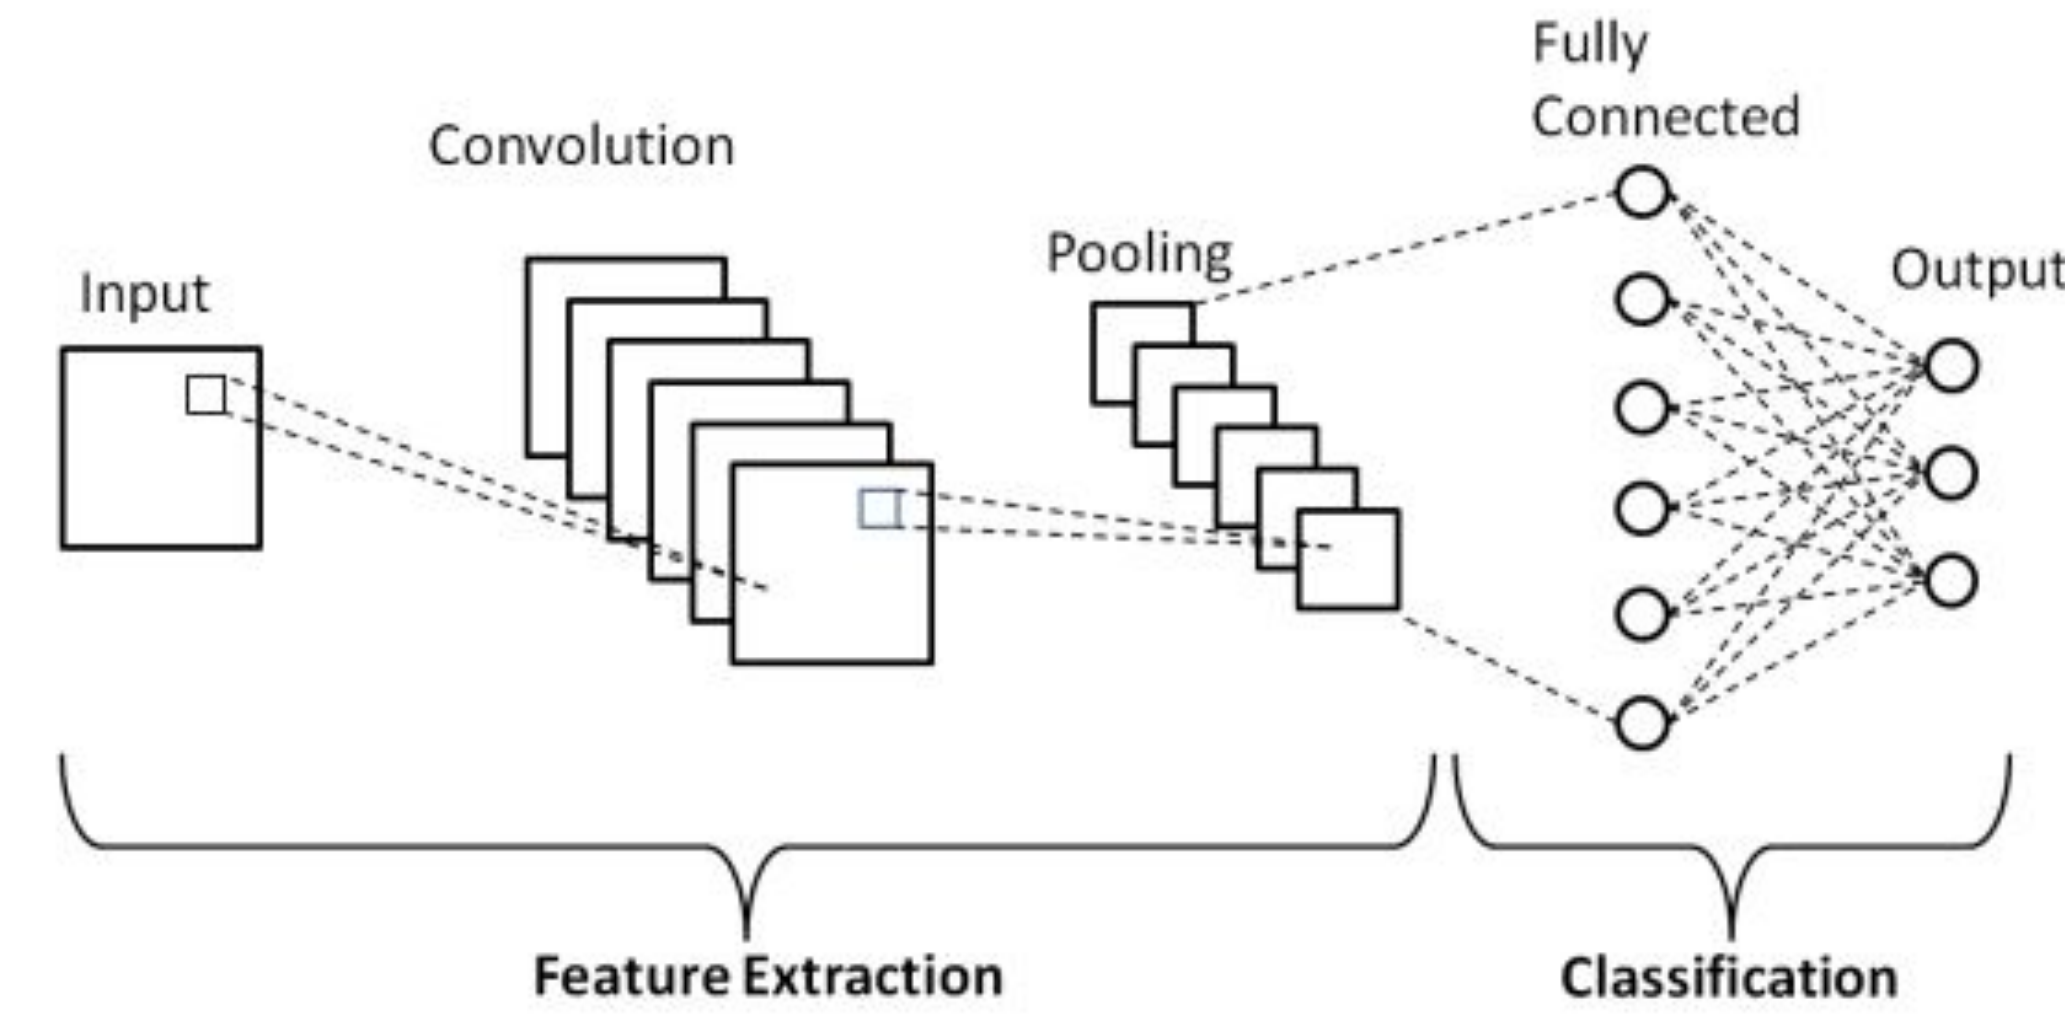 Fully
Connected
Convolution
Pooling
Input
Output
Feature Extraction
Classification